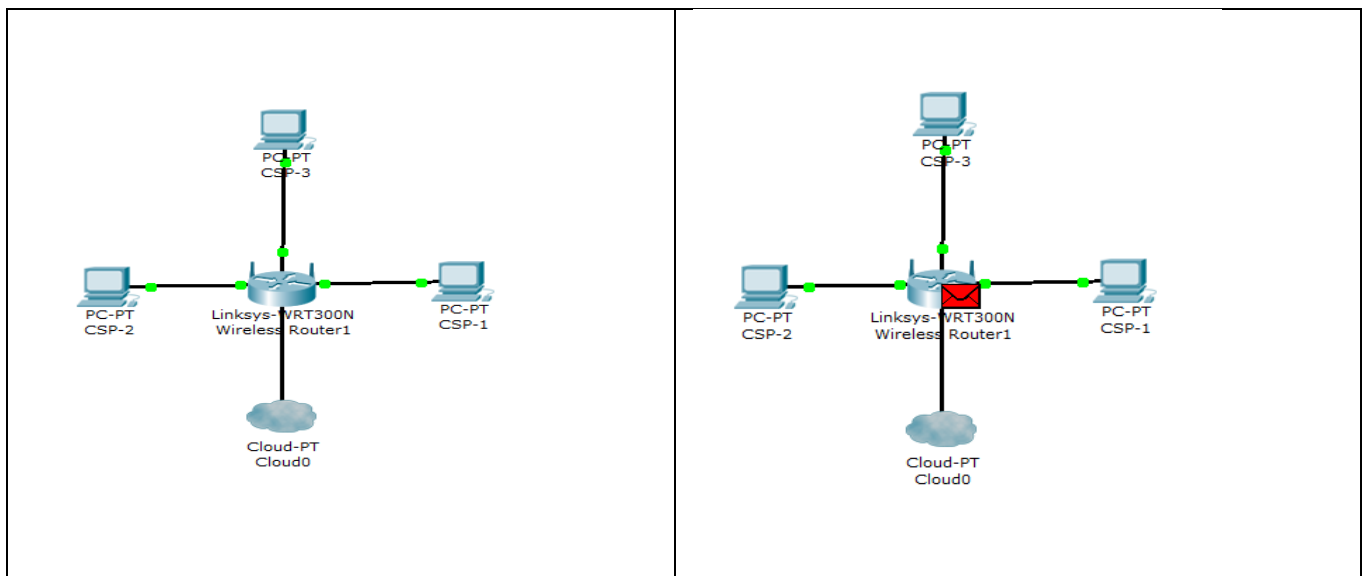 PC-PT
CSP-3
PC-PT
CSP-2
Linksys-WRT300N
Wireless Router1
PC-PT
CSP-1
Cloud-PT
Cloud0
PC-PT
CSP-3
PC-PT
CSP-2
Linksys-WRT300N
Wireless Router1
PC-PT
CSP-1
Cloud-PT
Cloud0